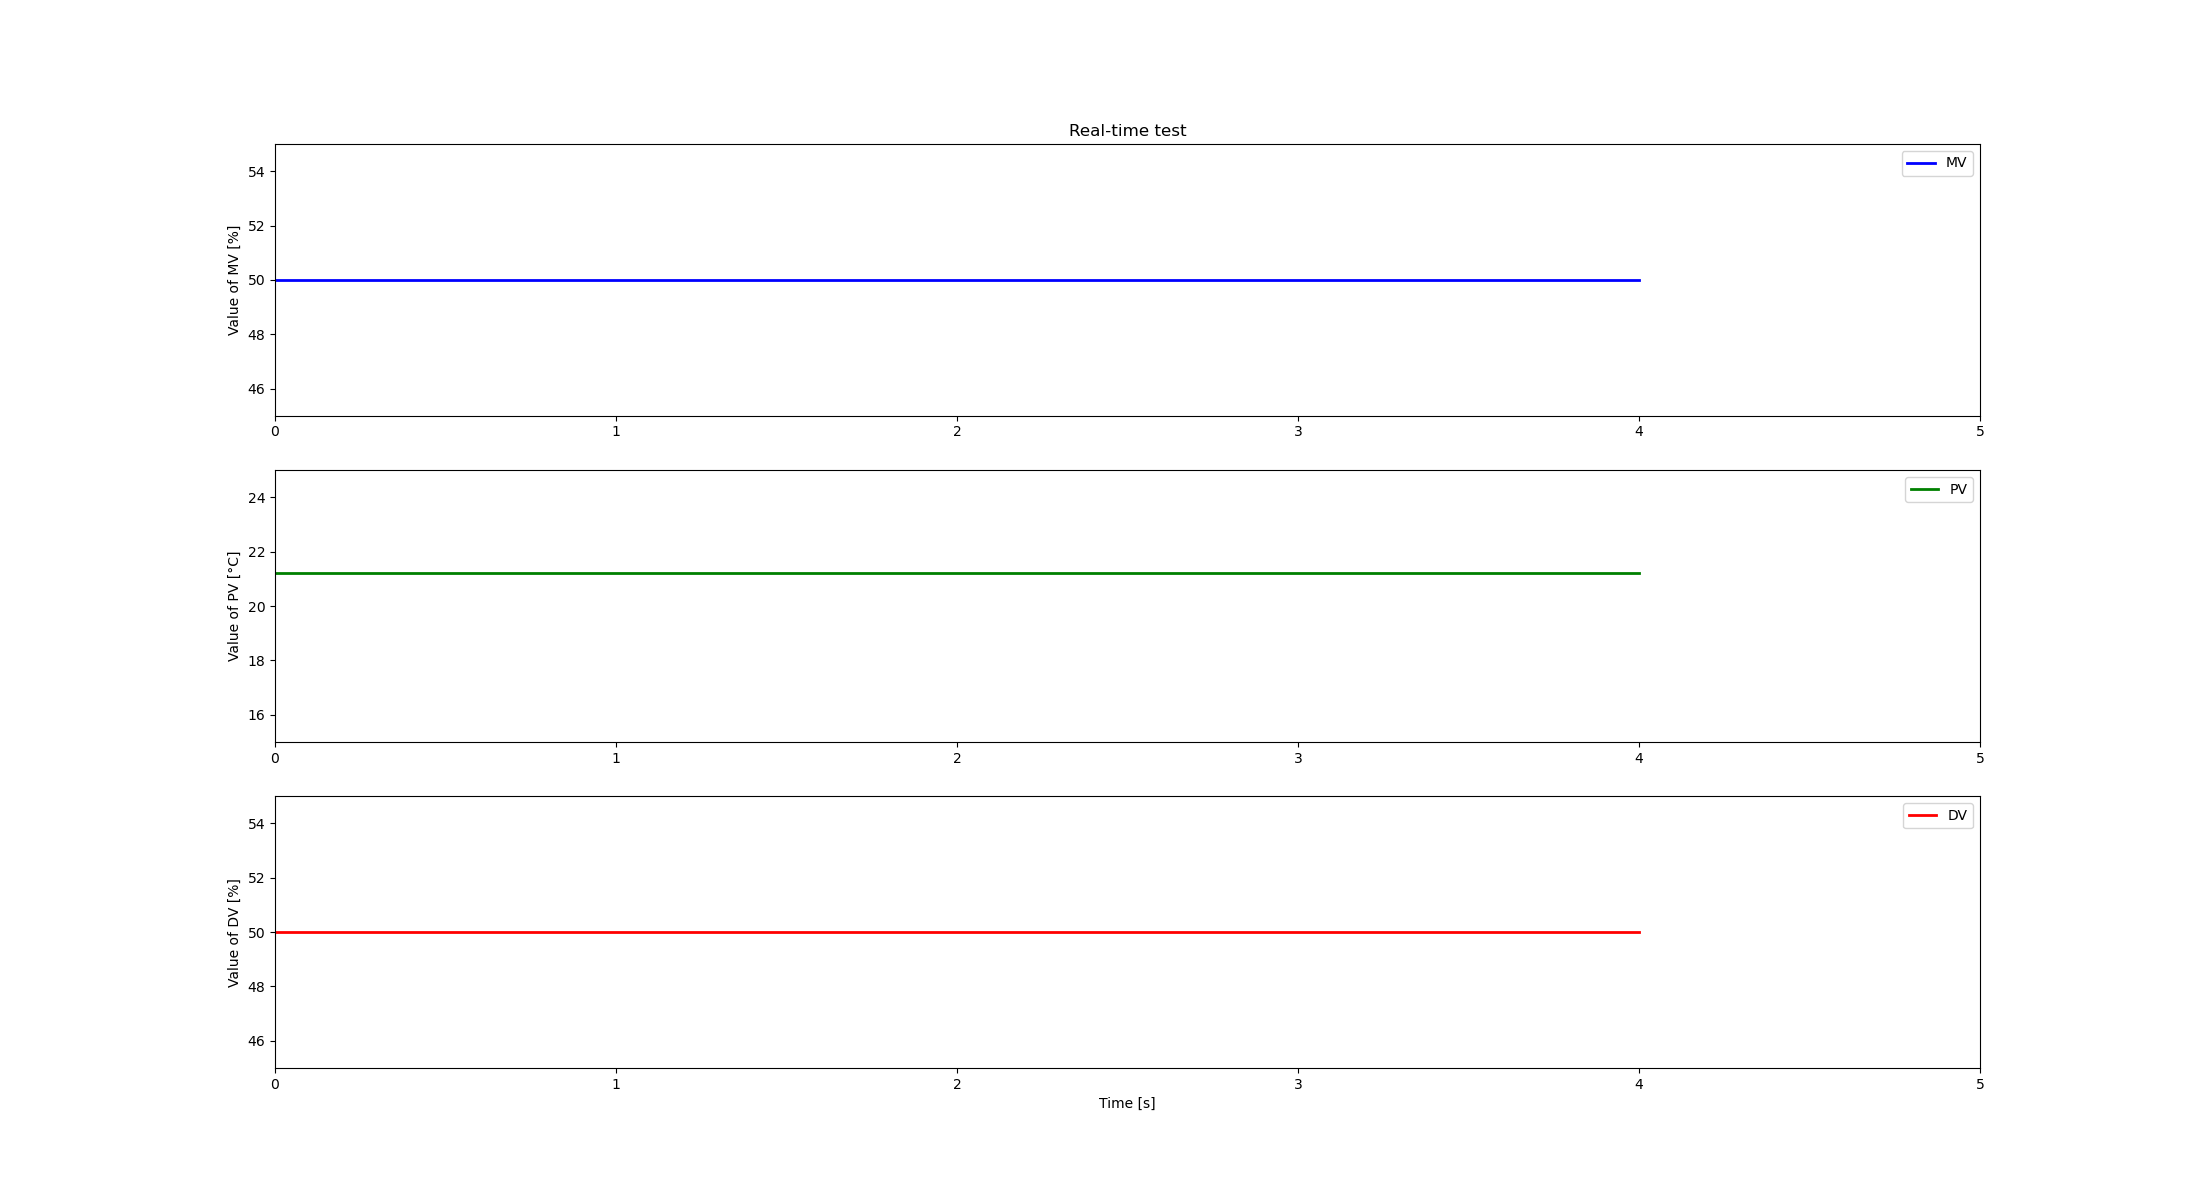 Real-time test
Value of MV [%]
54
52
50
48
46
MV
0 1 2 3 4 5
Value of PV [°C]
24
22
20
18
16
PV
0 1 2 3 4 5
Value of DV [%]
54
52
50
48
46
DV
0 1 2 3 4 5
Time [s]